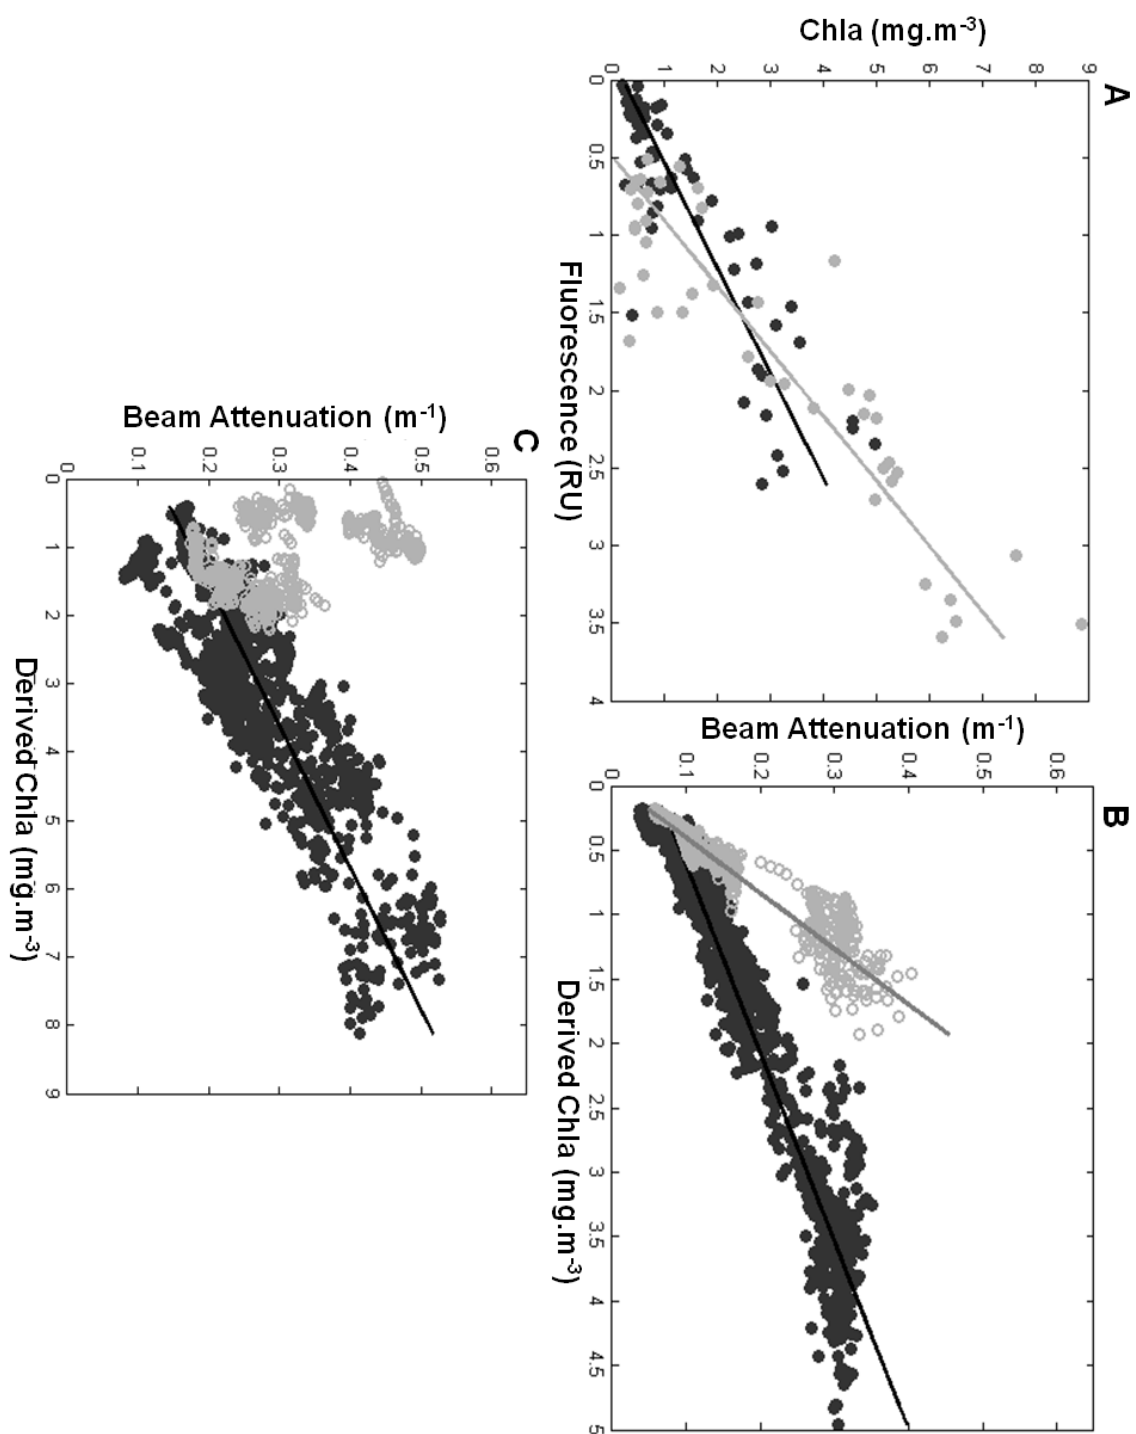 A
Chla (mg.m-3)
0 1 2 3 4 5 6 7 8 9
0 0.5 1 1.5 2 2.5 3 3.5 4
Fluorescence (RU)
B
Beam Attenuation (m-1)
0 0.1 0.2 0.3 0.4 0.5 0.6
0 0.5 1 1.5 2 2.5 3 3.5 4 4.5 5
Derived Chla (mg.m-3)
C
Beam Attenuation (m-1)
0 0.1 0.2 0.3 0.4 0.5 0.6
0 1 2 3 4 5 6 7 8 9
Derived Chla (mg.m-3)